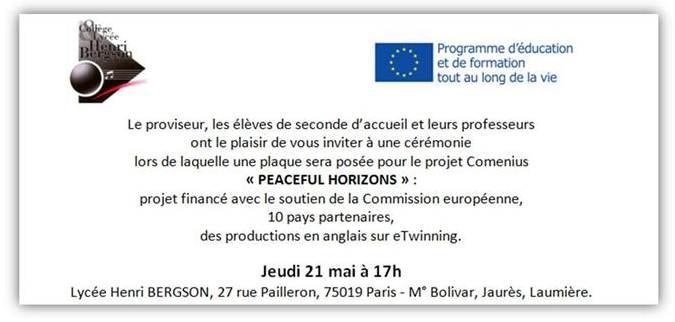 Collège
Lycée
Henri
Bergson
Programme d'éducation
et de formation
tout au long de la vie
Le proviseur, les élèves de seconde d'accueil et leurs professeurs
ont le plaisir de vous inviter à une cérémonie
lors de laquelle une plaque sera posée pour le projet Comenius
« PEACEFUL HORIZONS » :
projet financé avec le soutien de la Commission européenne,
10 pays partenaires,
des productions en anglais sur eTwinning.
Jeudi 21 mai à 17h
Lycée Henri BERGSON, 27 rue Pailleron, 75019 Paris - M° Bolivar, Jaurès, Laumière.